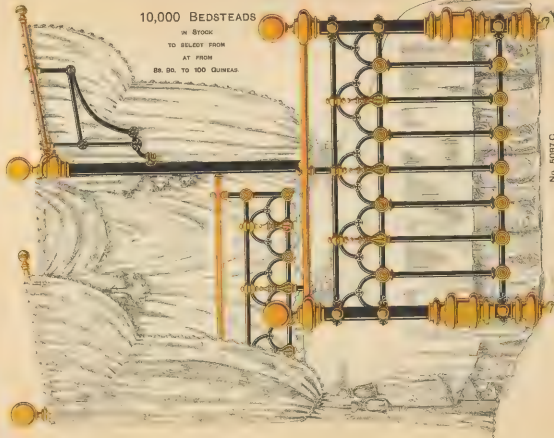 10,000 BEDSTEADS
IN STOCK
TO SELECT FROM
AT FROM
8S. 9D. TO 100 GUINEAS.
No. 5097 Q